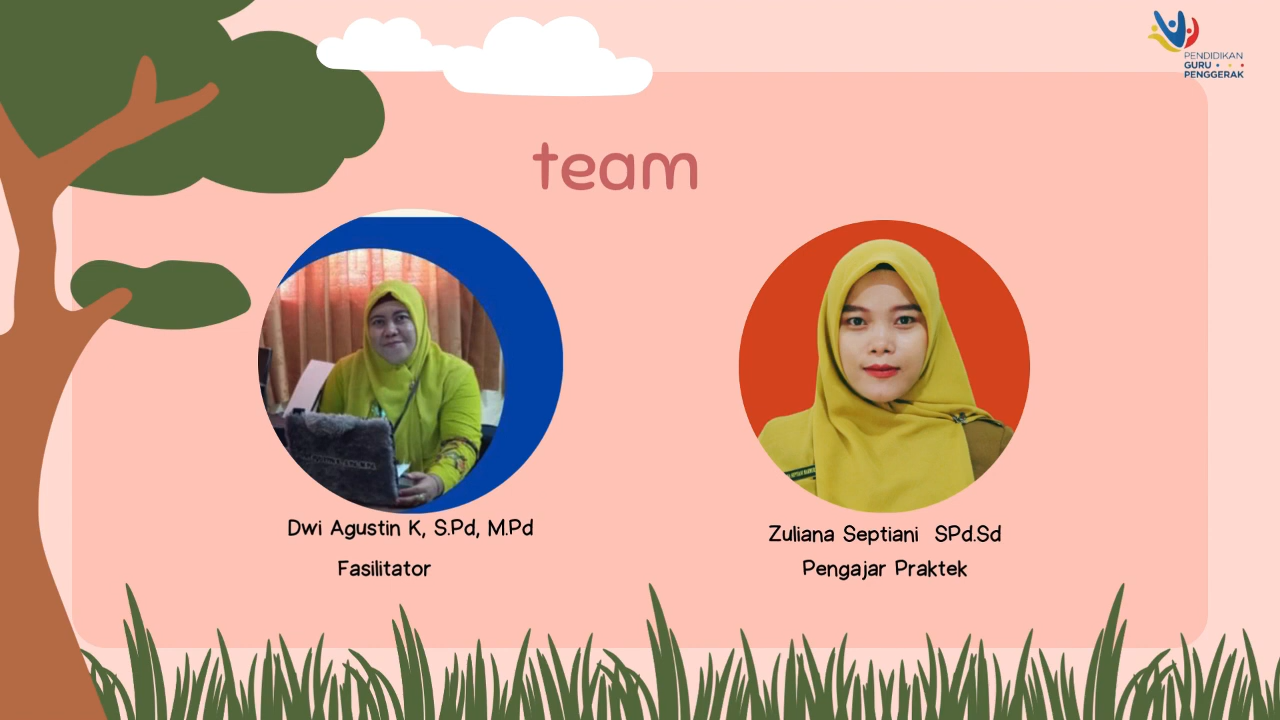 PENDIDIKAN
GURU
PENGGERAK
team
Dwi Agustin K, S.Pd, M.Pd
Fasilitator
Zuliana Septiani SPd.Sd
Pengajar Praktek